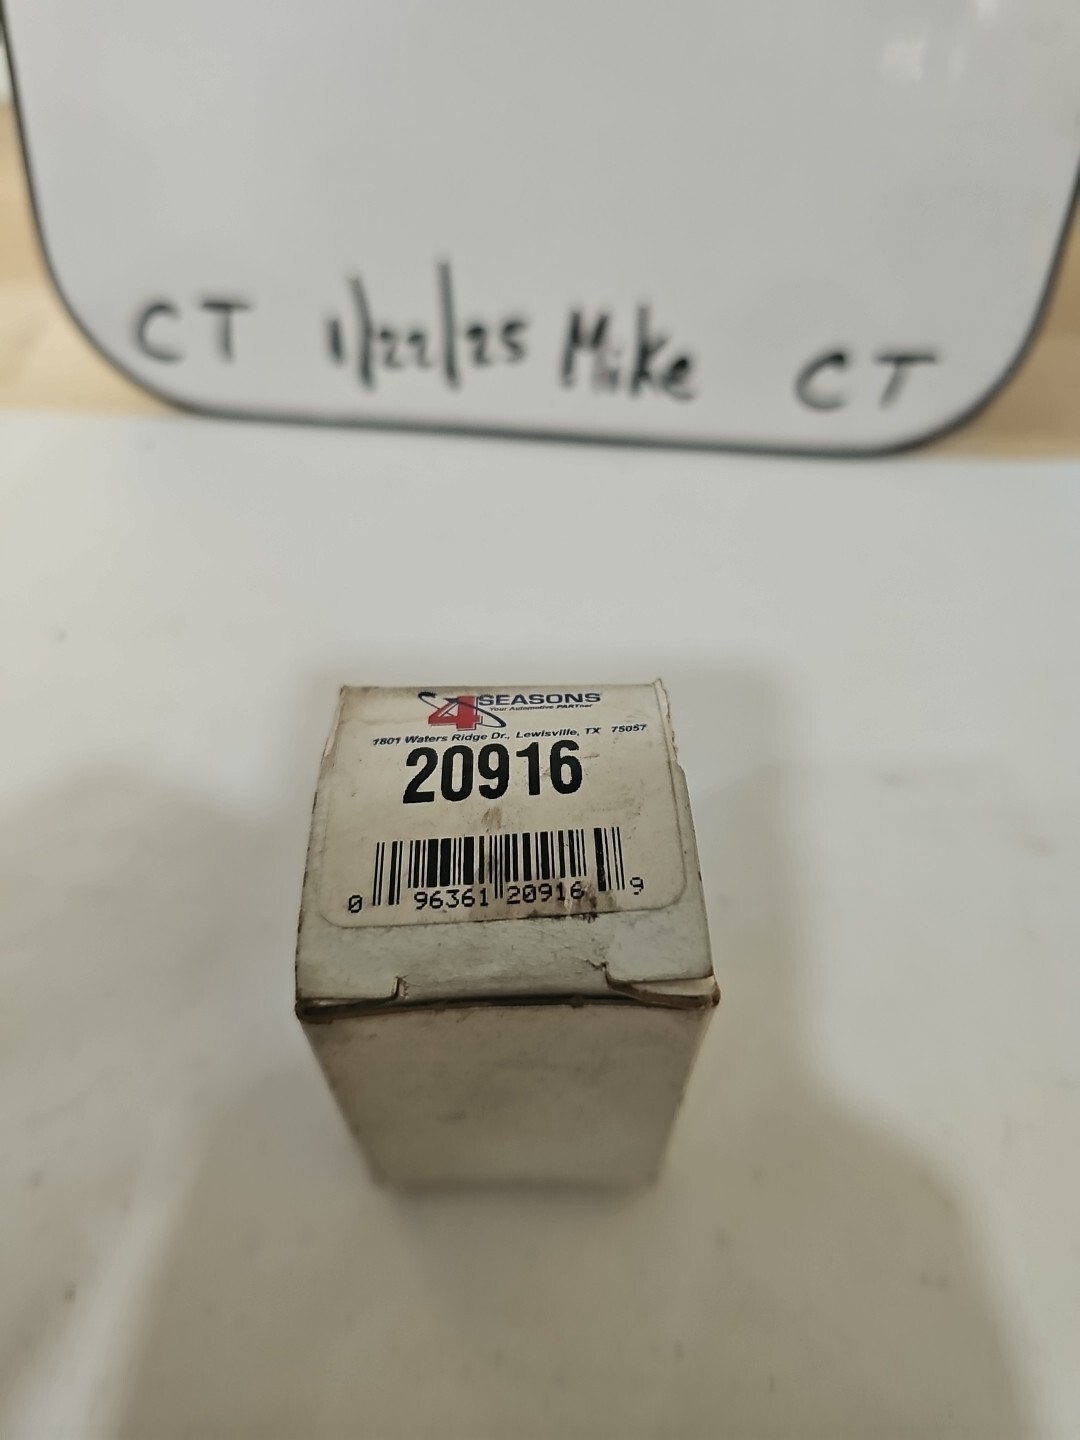 CT 1/22/25 Mike CT
4 SEASONS
Your Automotive PARTner
1801 Waters Ridge Dr., Lewisville, TX 75057
20916
0 96361 20916 9